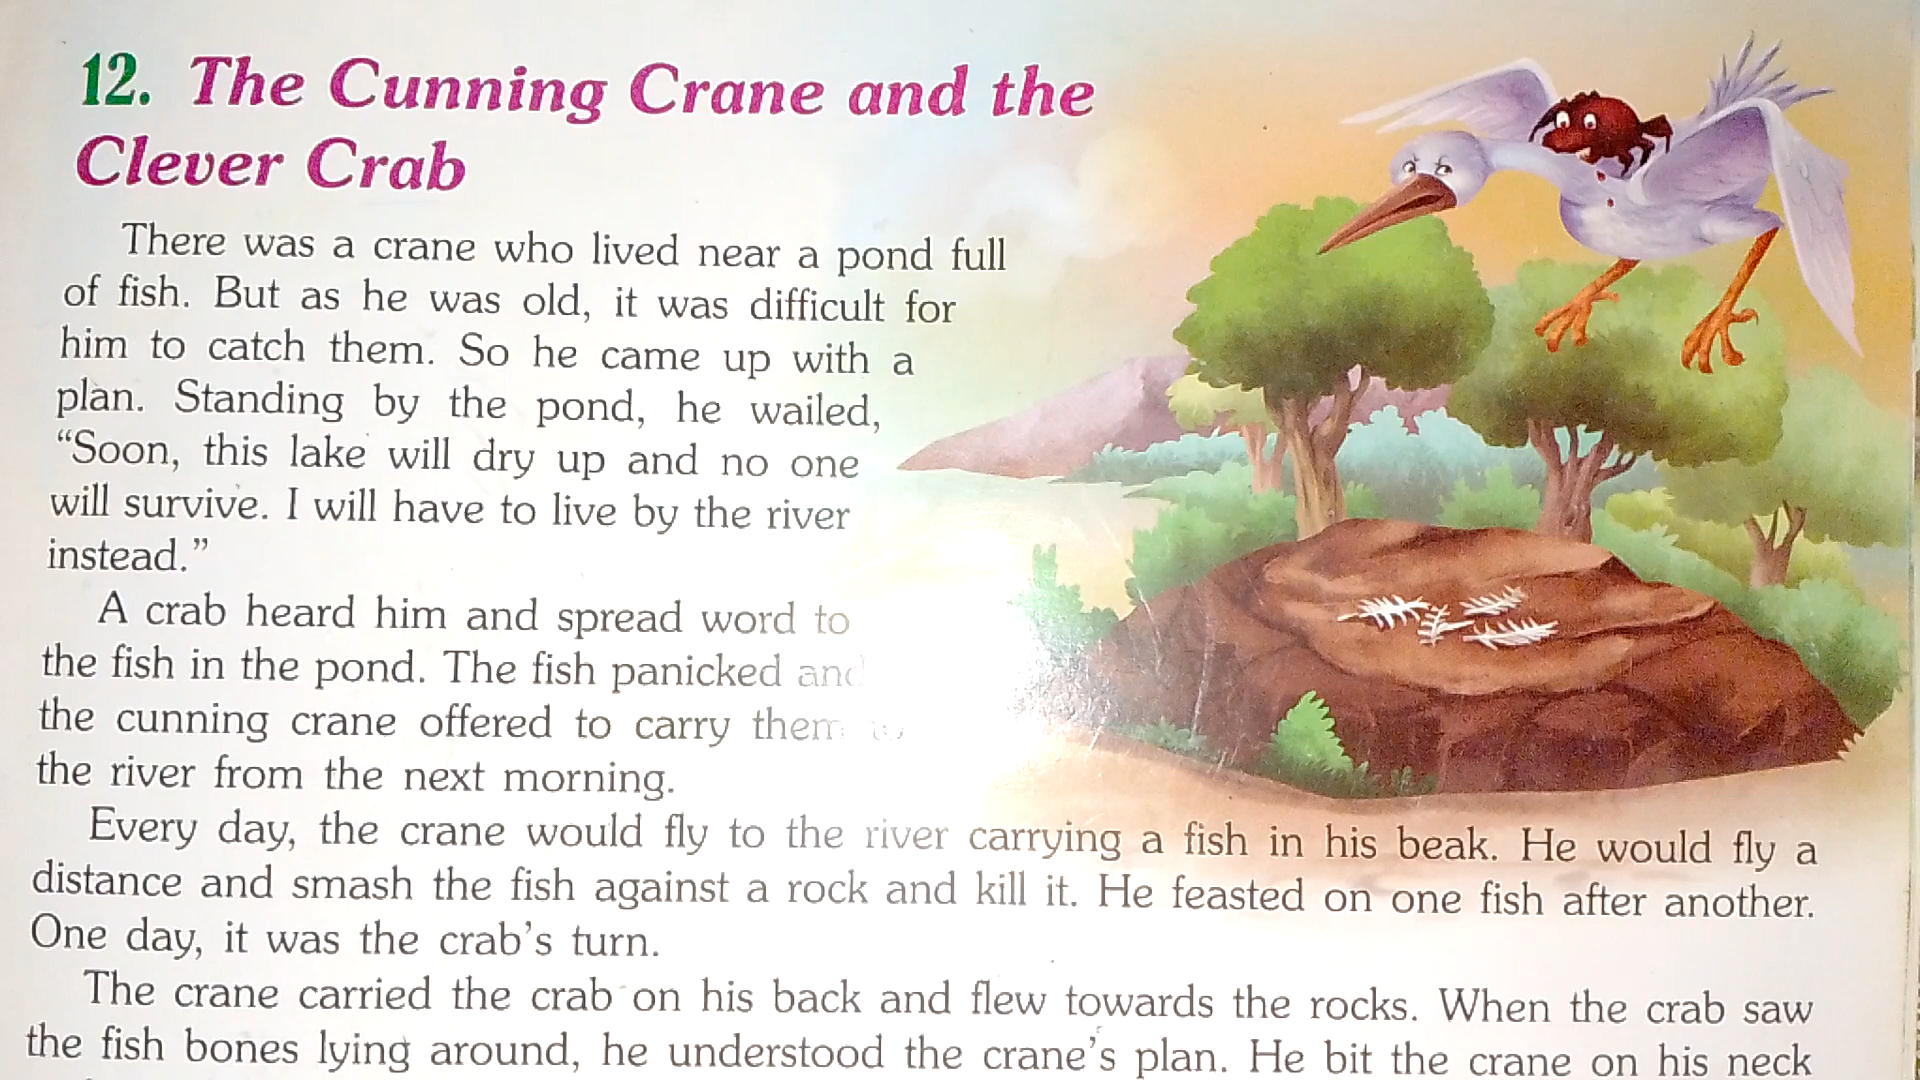 12. The Cunning Crane and the
Clever Crab
There was a crane who lived near a pond full
of fish. But as he was old, it was difficult for
him to catch them. So he came up with a
plan. Standing by the pond, he wailed,
“Soon, this lake will dry up and no one
will survive. I will have to live by the river
instead.”
A crab heard him and spread word to
the fish in the pond. The fish panicked and
the cunning crane offered to carry them to
the river from the next morning.
Every day, the crane would fly to the river carrying a fish in his beak. He would fly a
distance and smash the fish against a rock and kill it. He feasted on one fish after another.
One day, it was the crab’s turn.
The crane carried the crab on his back and flew towards the rocks. When the crab saw
the fish bones lying around, he understood the crane’s plan. He bit the crane on his neck